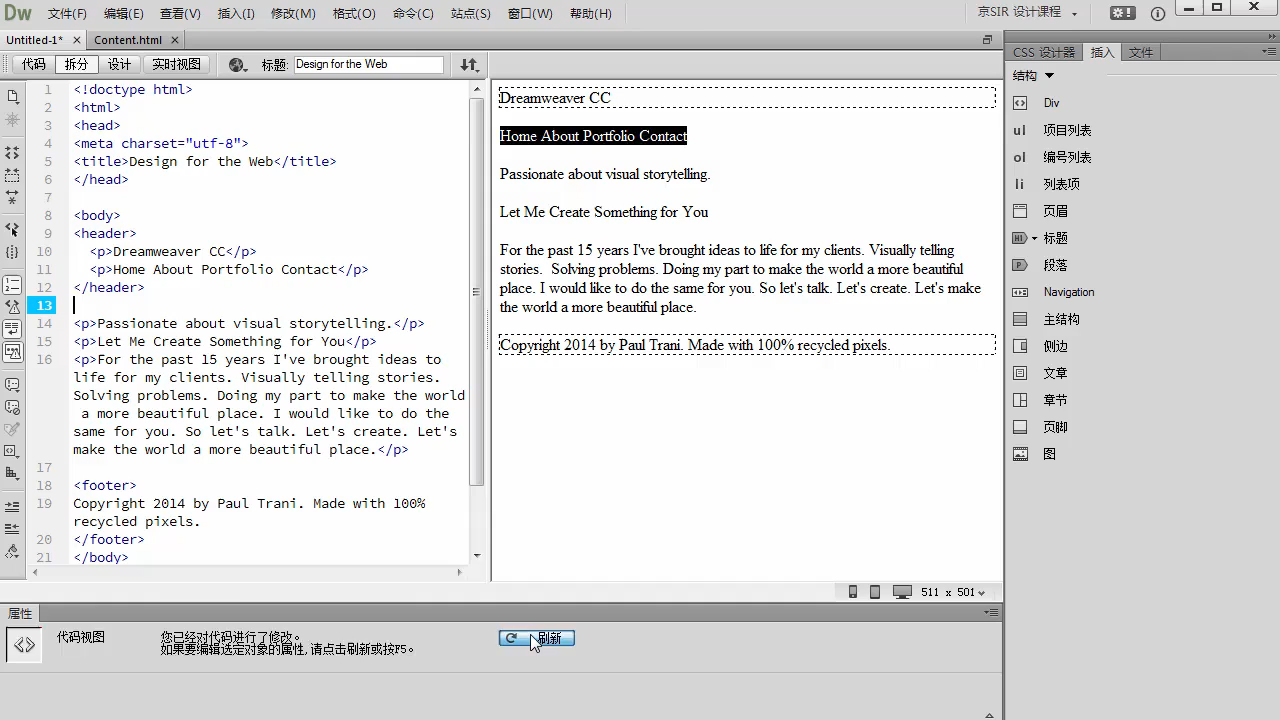 Dw 文件(F) 编辑(E) 查看(V) 插入(I) 修改(M) 格式(O) 命令(C) 站点(S) 窗口(W) 帮助(H) 京SIR 设计课程
Untitled-1* × Content.html ×
代码 拆分 设计 实时视图 标题: Design for the Web
1 <!doctype html>
2 <html>
3 <head>
4 <meta charset="utf-8">
5 <title>Design for the Web</title>
6 </head>
7
8 <body>
9 <header>
10 <p>Dreamweaver CC</p>
11 <p>Home About Portfolio Contact</p>
12 </header>
13
14 <p>Passionate about visual storytelling.</p>
15 <p>Let Me Create Something for You</p>
16 <p>For the past 15 years I've brought ideas to
life for my clients. Visually telling stories.
Solving problems. Doing my part to make the world
a more beautiful place. I would like to do the
same for you. So let's talk. Let's create. Let's
make the world a more beautiful place.</p>
17
18 <footer>
19 Copyright 2014 by Paul Trani. Made with 100%
recycled pixels.
20 </footer>
21 </body>
Dreamweaver CC
Home About Portfolio Contact
Passionate about visual storytelling.
Let Me Create Something for You
For the past 15 years I've brought ideas to life for my clients. Visually telling
stories.  Solving problems. Doing my part to make the world a more beautiful
place. I would like to do the same for you. So let's talk. Let's create. Let's make
the world a more beautiful place.
Copyright 2014 by Paul Trani. Made with 100% recycled pixels.
511 x 501
CSS 设计器 插入 文件
结构
Div
ul 项目列表
ol 编号列表
li 列表项
页眉
H1 标题
P 段落
Navigation
主结构
侧边
文章
章节
页脚
图
属性
代码视图
您已经对代码进行了修改。
如果要编辑选定对象的属性,请点击刷新或按F5。
刷新